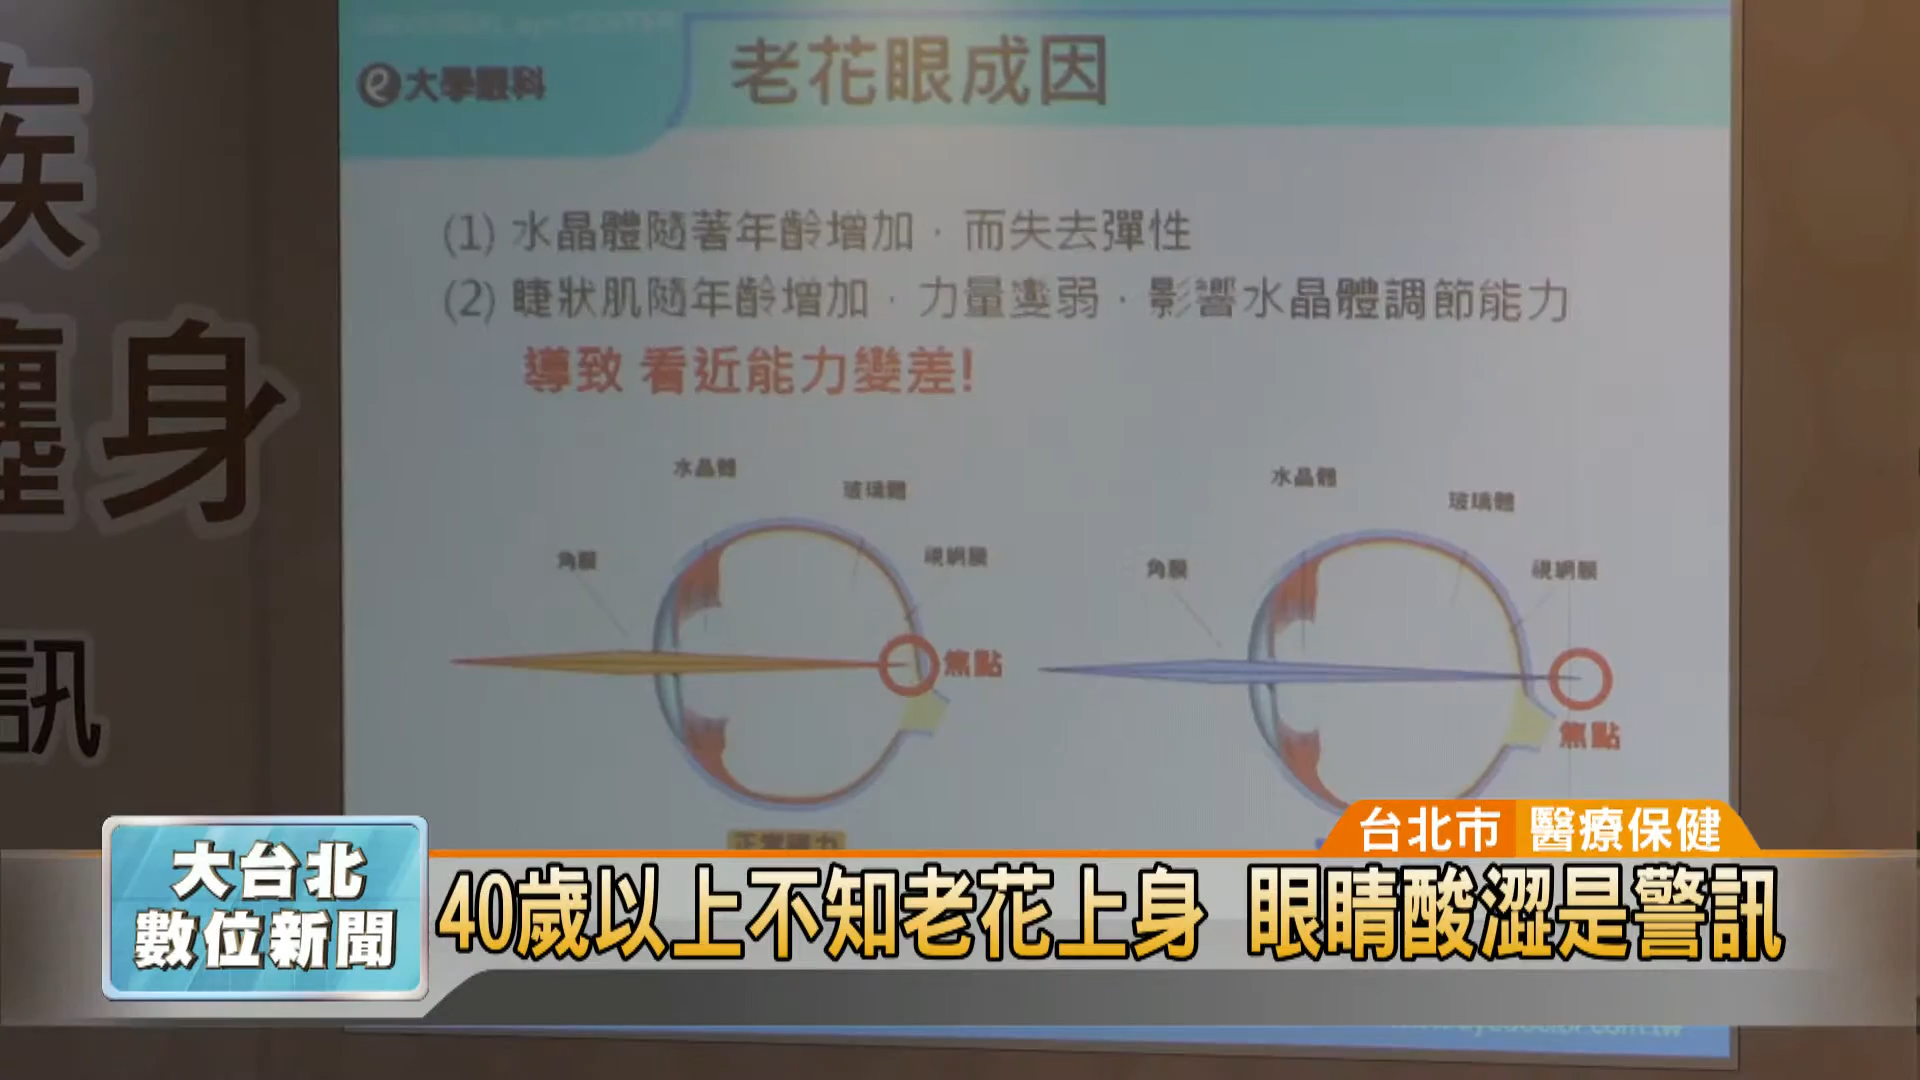 大學眼科
老花眼成因
(1) 水晶體隨著年齡增加，而失去彈性
(2) 睫狀肌隨年齡增加，力量變弱，影響水晶體調節能力
導致 看近能力變差!
水晶體
玻璃體
角膜
視網膜
焦點
水晶體
玻璃體
角膜
視網膜
焦點
族
身
訊
台北市 醫療保健
大台北
數位新聞
40歲以上不知老花上身 眼睛酸澀是警訊